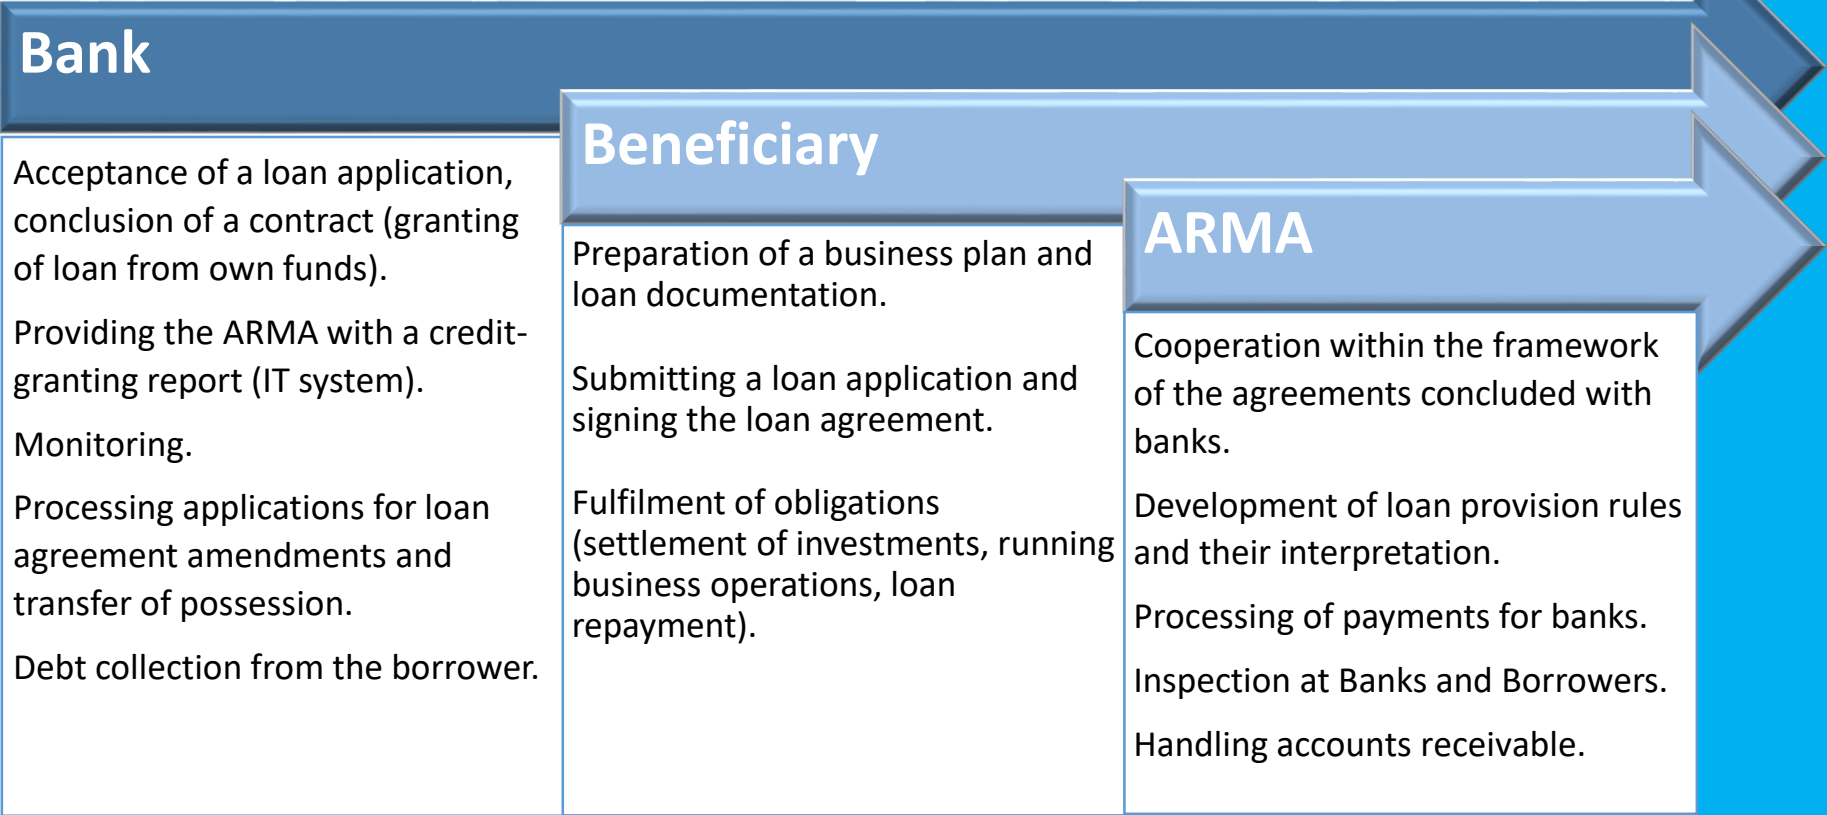 Bank
Acceptance of a loan application,
conclusion of a contract (granting
of loan from own funds).
Providing the ARMA with a credit-
granting report (IT system).
Monitoring.
Processing applications for loan
agreement amendments and
transfer of possession.
Debt collection from the borrower.
Beneficiary
Preparation of a business plan and
loan documentation.
Submitting a loan application and
signing the loan agreement.
Fulfilment of obligations
(settlement of investments, running
business operations, loan
repayment).
ARMA
Cooperation within the framework
of the agreements concluded with
banks.
Development of loan provision rules
and their interpretation.
Processing of payments for banks.
Inspection at Banks and Borrowers.
Handling accounts receivable.